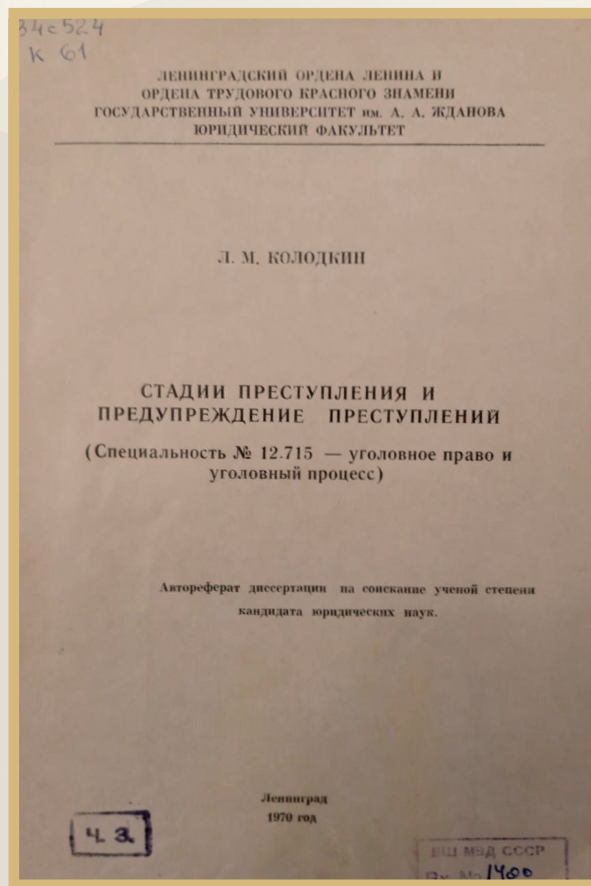 34с524
К 61
ЛЕНИНГРАДСКИЙ ОРДЕНА ЛЕНИНА И
ОРДЕНА ТРУДОВОГО КРАСНОГО ЗНАМЕНИ
ГОСУДАРСТВЕННЫЙ УНИВЕРСИТЕТ им. А. А. ЖДАНОВА
ЮРИДИЧЕСКИЙ ФАКУЛЬТЕТ
Л. М. КОЛОДКИН
СТАДИИ ПРЕСТУПЛЕНИЯ И
ПРЕДУПРЕЖДЕНИЕ ПРЕСТУПЛЕНИЙ
(Специальность № 12.715 — уголовное право и
уголовный процесс)
Автореферат диссертации на соискание ученой степени
кандидата юридических наук.
Ленинград
1970 год
Ч. З.
ВШ МВД СССР
Вх. № 1400